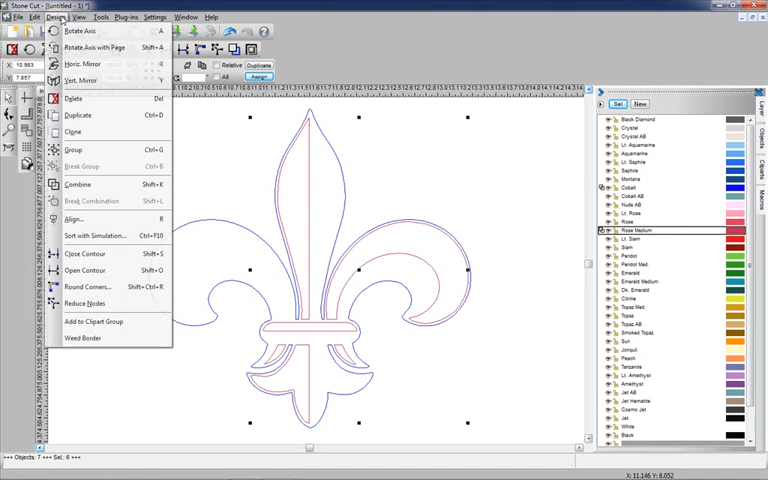 Stone Cut - [(untitled - 1) *]
File Edit Design View Tools Plug-ins Settings Window Help
X 10.983
Y 7.857
Relative Duplicate
All Assign
Rotate Axis A
Rotate Axis with Page Shift+A
Horiz. Mirror X
Vert. Mirror Y
Delete Del
Duplicate Ctrl+D
Clone
Group Ctrl+G
Break Group Ctrl+B
Combine Shift+K
Break Combination Shift+L
Align... R
Sort with Simulation... Ctrl+F10
Close Contour Shift+S
Open Contour Shift+O
Round Corners... Shift+Ctrl+R
Reduce Nodes
Add to Clipart Group
Weed Border
Sel New
Black Diamond
Crystal
Crystal AB
Lt. Aquamarine
Aquamarine
Lt. Saphire
Saphire
Montana
Cobalt
Cobalt AB
Nude AB
Lt. Rose
Rose
Rose Medium
Lt. Siam
Siam
Peridot
Peridot Med.
Emerald
Emerald Medium
Dk. Emerald
Citrine
Topaz Med.
Topaz
Topas AB
Smoked Topas
Sun
Jonquil
Peach
Tanzanite
Lt. Amethyst
Amethyst
Jet AB
Jet Hematite
Cosmo Jet
Jet
White
Black
Layer
Objects
Cliparts
Macros
+++ Objects: 7 +++ Sel.: 6 +++
X: 11.146 Y: 8.052